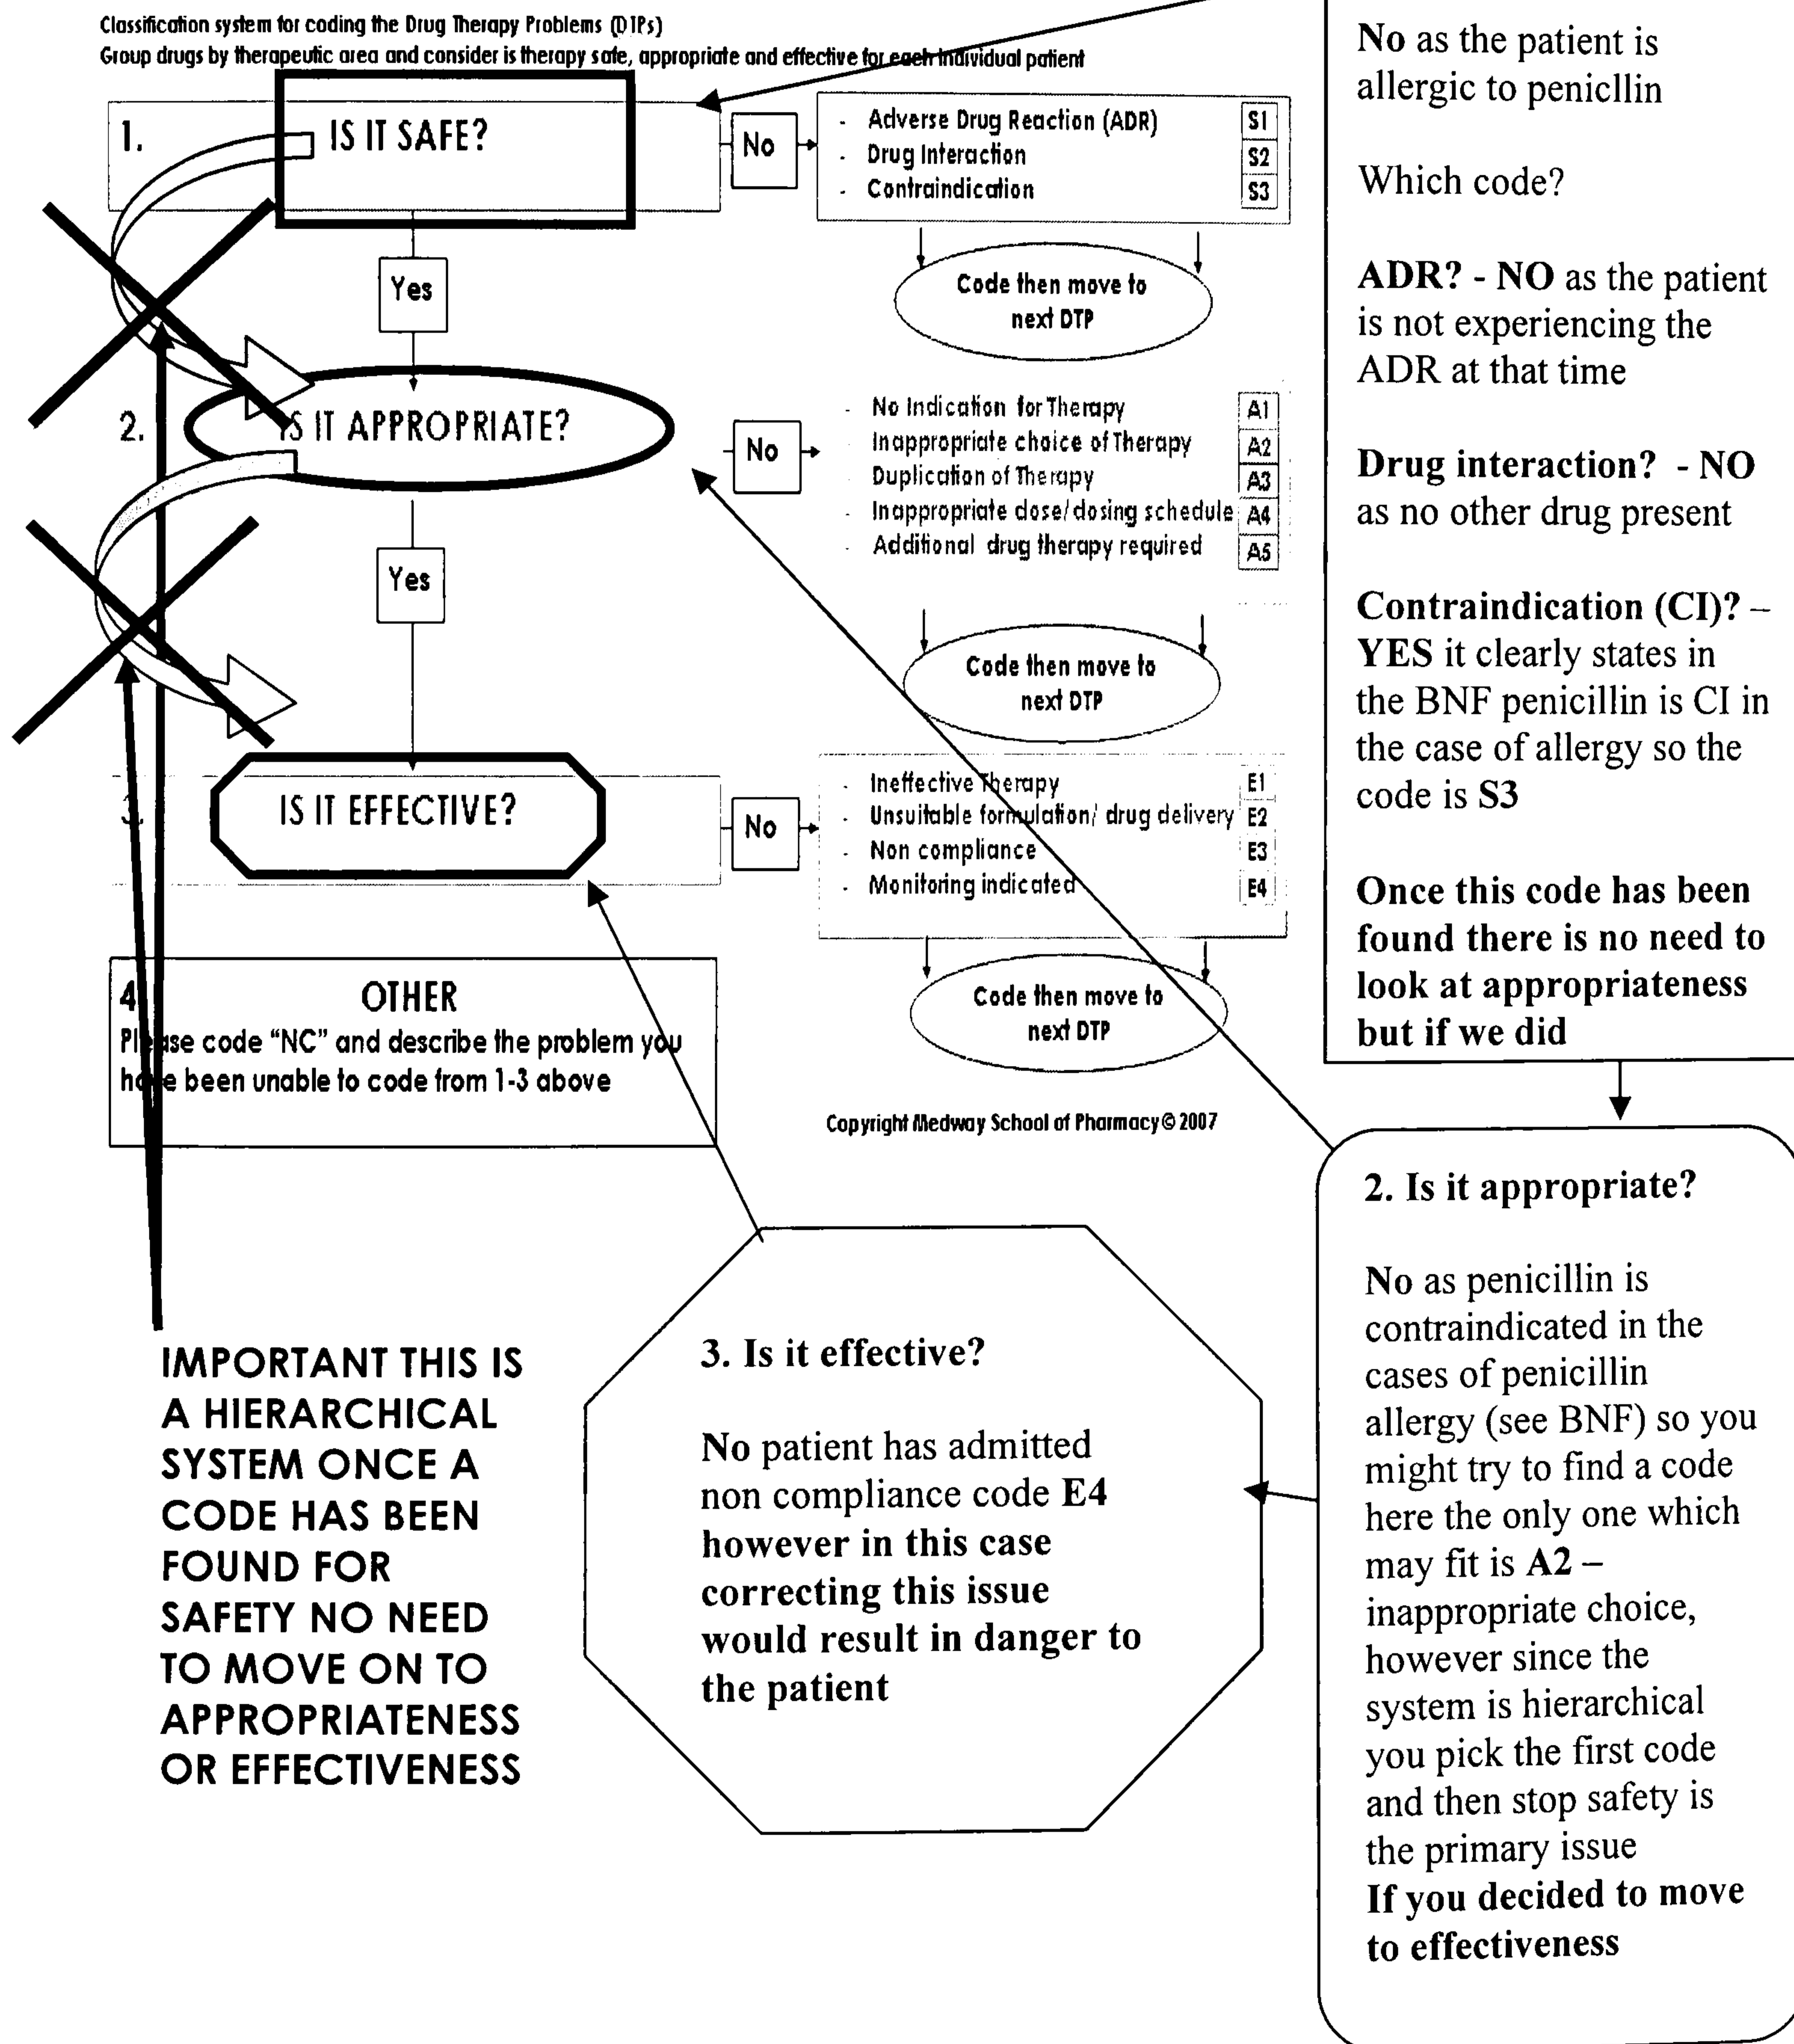 Classification system for coding the Drug Therapy Problems (DTPs)
Group drugs by therapeutic area and consider is therapy safe, appropriate and effective for each individual patient
1. IS IT SAFE?
No
- Adverse Drug Reaction (ADR) S1
- Drug Interaction S2
- Contraindication S3
Yes
Code then move to
next DTP
2. IS IT APPROPRIATE?
No
- No Indication for Therapy A1
- Inappropriate choice of Therapy A2
- Duplication of Therapy A3
- Inappropriate dose/dosing schedule A4
- Additional drug therapy required A5
Yes
Code then move to
next DTP
3. IS IT EFFECTIVE?
No
- Ineffective Therapy E1
- Unsuitable formulation/ drug delivery E2
- Non compliance E3
- Monitoring indicated E4
Code then move to
next DTP
4 OTHER
Please code “NC” and describe the problem you
have been unable to code from 1-3 above
Copyright Medway School of Pharmacy © 2007
No as the patient is
allergic to penicllin
Which code?
ADR? - NO as the patient
is not experiencing the
ADR at that time
Drug interaction? - NO
as no other drug present
Contraindication (CI)? –
YES it clearly states in
the BNF penicillin is CI in
the case of allergy so the
code is S3
Once this code has been
found there is no need to
look at appropriateness
but if we did
2. Is it appropriate?
No as penicillin is
contraindicated in the
cases of penicillin
allergy (see BNF) so you
might try to find a code
here the only one which
may fit is A2 –
inappropriate choice,
however since the
system is hierarchical
you pick the first code
and then stop safety is
the primary issue
If you decided to move
to effectiveness
3. Is it effective?
No patient has admitted
non compliance code E4
however in this case
correcting this issue
would result in danger to
the patient
IMPORTANT THIS IS
A HIERARCHICAL
SYSTEM ONCE A
CODE HAS BEEN
FOUND FOR
SAFETY NO NEED
TO MOVE ON TO
APPROPRIATENESS
OR EFFECTIVENESS